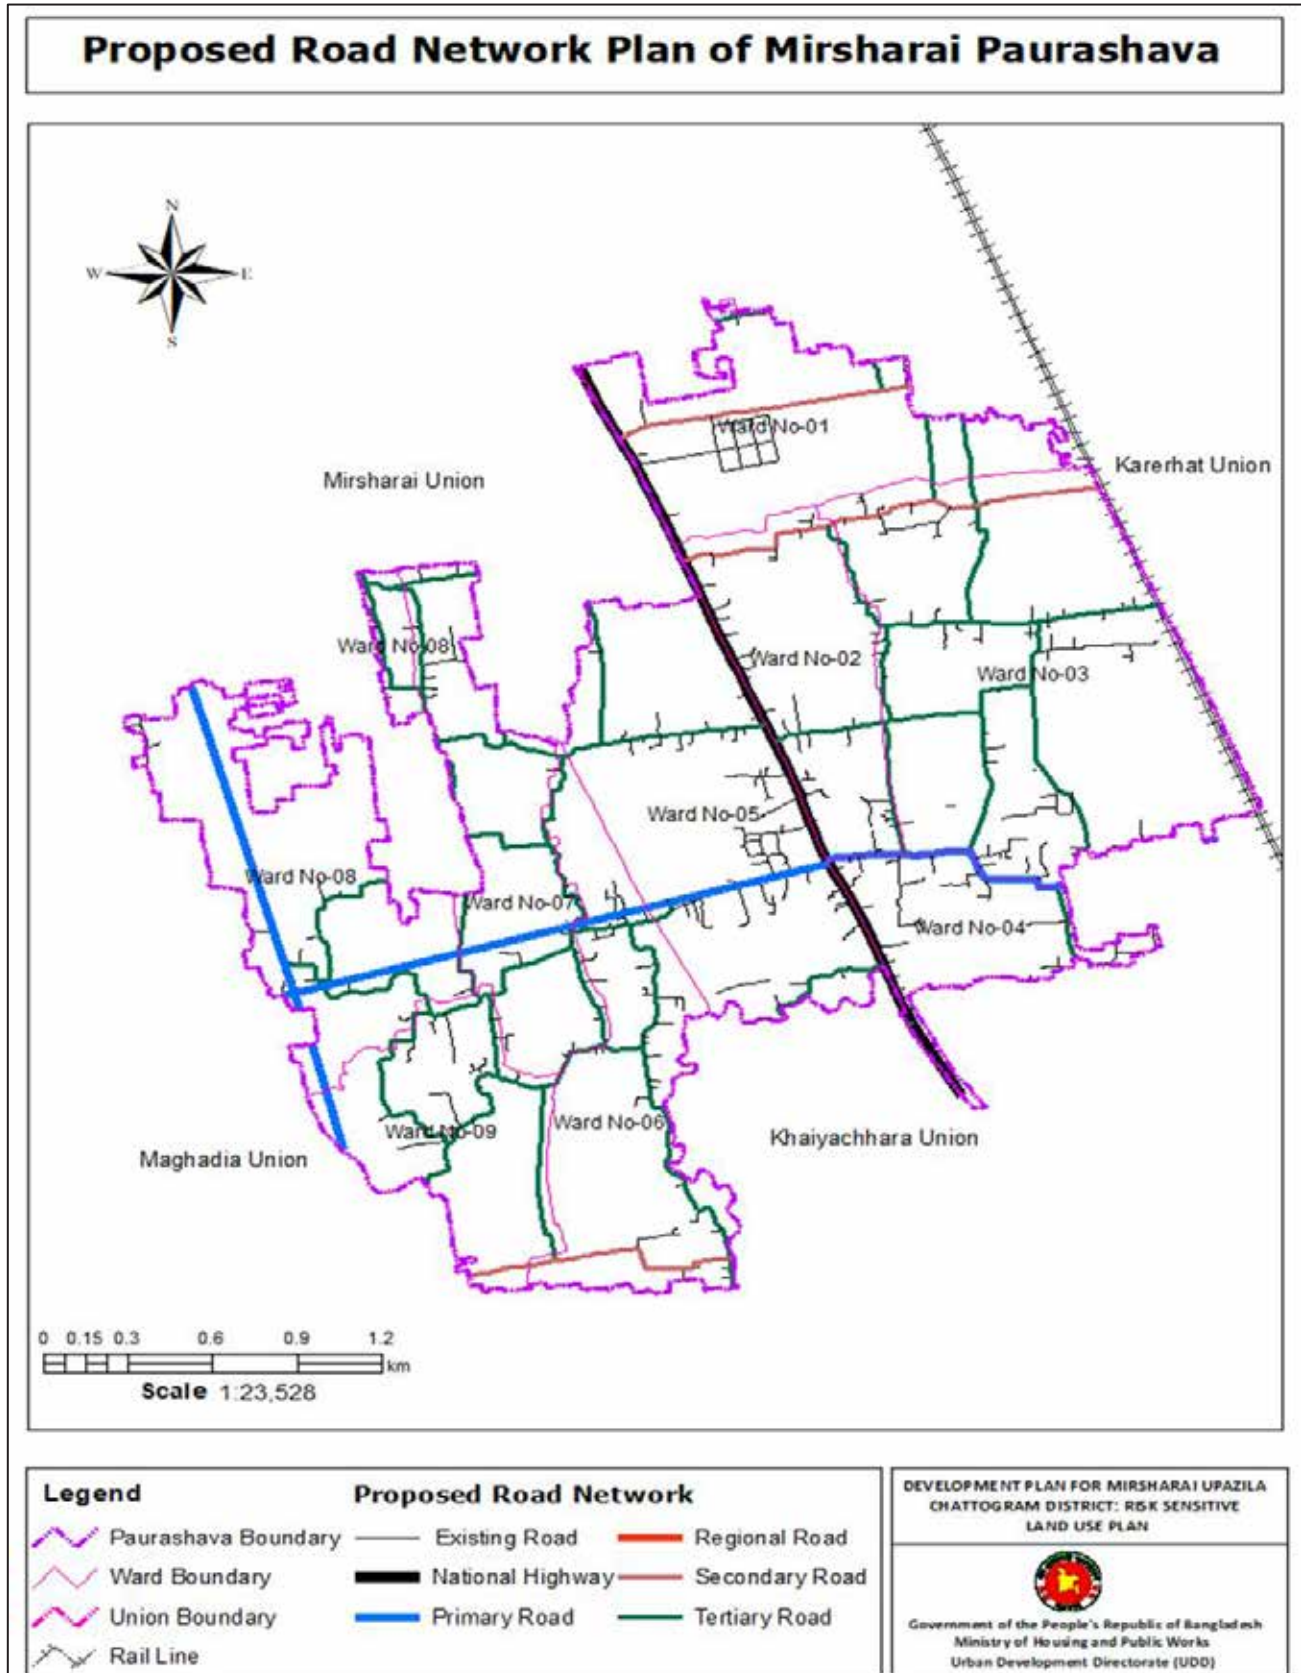 Proposed Road Network Plan of Mirsharai Paurashava
N
W E
S
Ward No-01
Karerhat Union
Mirsharai Union
Ward No-08
Ward No-02
Ward No-03
Ward No-05
Ward No-08
Ward No-07
Ward No-04
Ward No-06
Ward No-09
Khaiyachhara Union
Maghadia Union
0 0.15 0.3 0.6 0.9 1.2
km
Scale 1:23,528
Legend
Paurashava Boundary
Ward Boundary
Union Boundary
Rail Line
Proposed Road Network
Existing Road
National Highway
Primary Road
Regional Road
Secondary Road
Tertiary Road
DEVELOPMENT PLAN FOR MIRSHARAI UPAZILA
CHATTOGRAM DISTRICT: RISK SENSITIVE
LAND USE PLAN
Government of the People's Republic of Bangladesh
Ministry of Housing and Public Works
Urban Development Directorate (UDD)